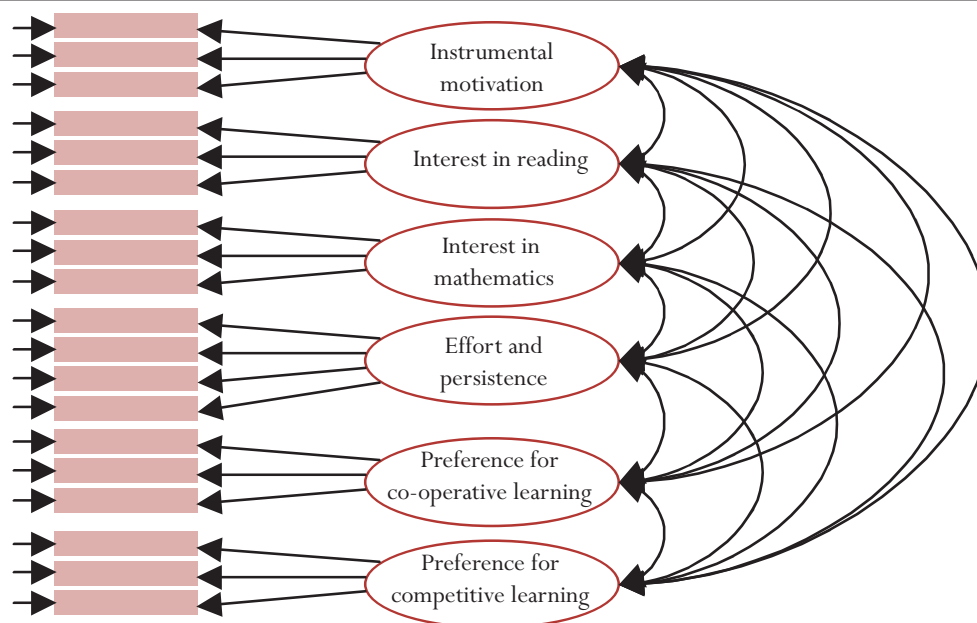 Instrumental
motivation
Interest in reading
Interest in
mathematics
Effort and
persistence
Preference for
co-operative learning
Preference for
competitive learning